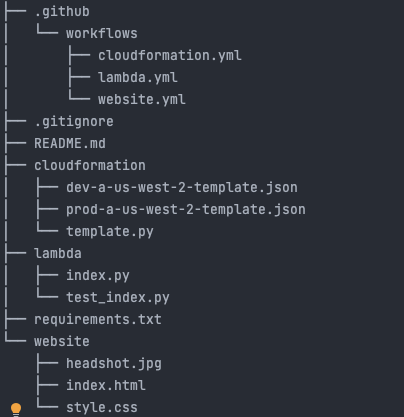 ├── .github
│   └── workflows
│       ├── cloudformation.yml
│       ├── lambda.yml
│       └── website.yml
├── .gitignore
├── README.md
├── cloudformation
│   ├── dev-a-us-west-2-template.json
│   ├── prod-a-us-west-2-template.json
│   └── template.py
├── lambda
│   ├── index.py
│   └── test_index.py
├── requirements.txt
└── website
    ├── headshot.jpg
    ├── index.html
    └── style.css